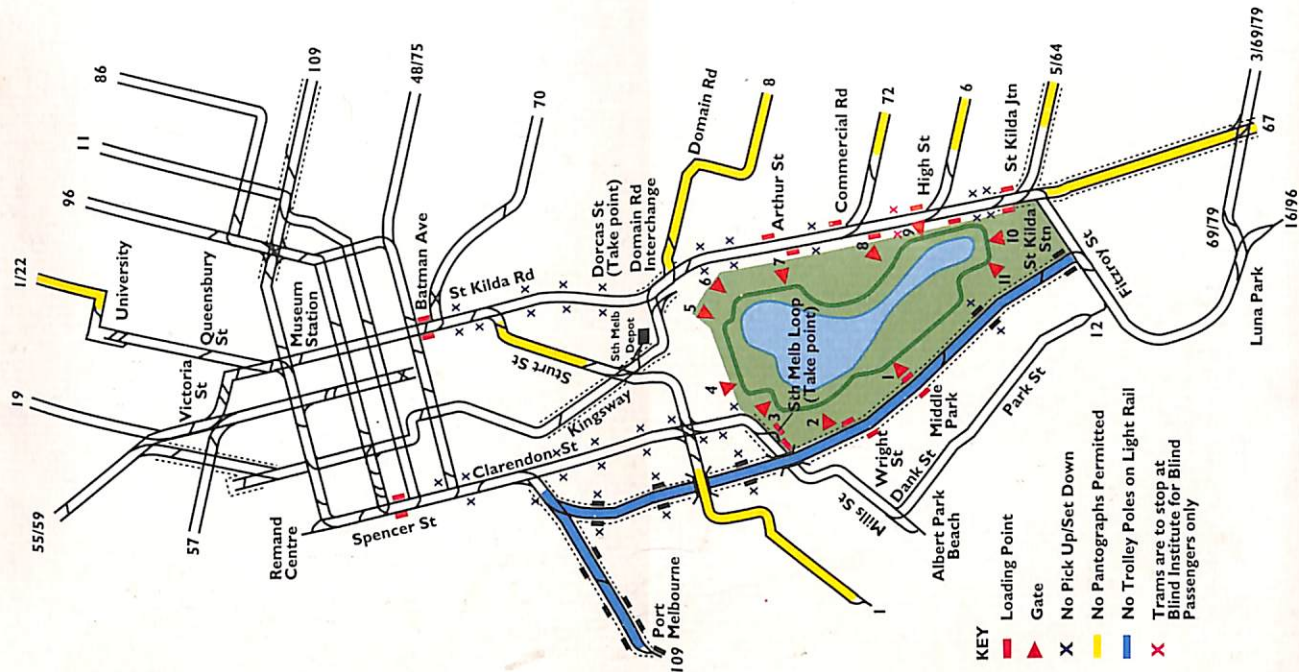 1/22
96
11
86
109
48/75
70
19
55/59
57
University
Queensbury
St
Victoria
St
Museum
Station
Batman Ave
St Kilda Rd
Remand
Centre
Spencer St
Clarendon St
Kingsway
Sturt St
Sth Melb
Depot
Dorcas St
(Take point)
Domain Rd
Interchange
Domain Rd
8
Arthur St
Commercial Rd
72
High St
6
St Kilda Jtn
5/64
3/69/79
67
69/79
16/96
Luna Park
Fitzroy St
St Kilda
Stn
12
Park St
Middle
Park
Wright
St
Dank St
Mills St
Albert Park
Beach
Sth Melb Loop
(Take point)
1
2
3
4
5
6
7
8
9
10
11
Port
Melbourne
109
1
KEY
Loading Point
Gate
No Pick Up/Set Down
No Pantographs Permitted
No Trolley Poles on Light Rail
Trams are to stop at
Blind Institute for Blind
Passengers only